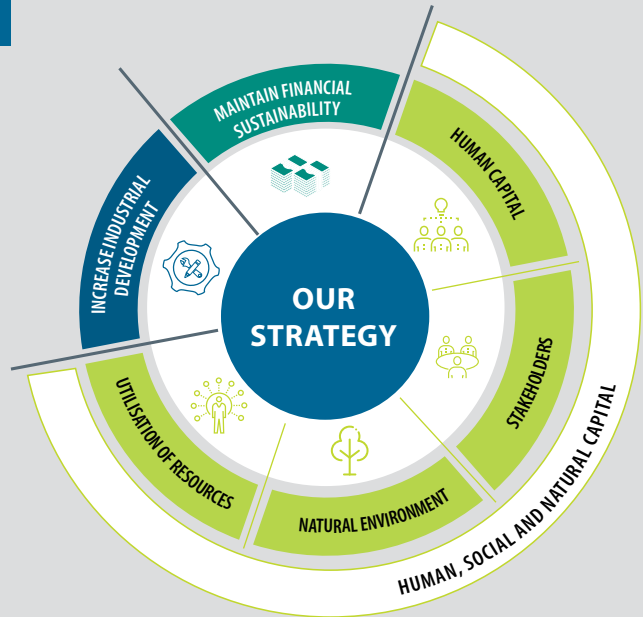 MAINTAIN FINANCIAL
SUSTAINABILITY
HUMAN CAPITAL
INCREASE INDUSTRIAL
DEVELOPMENT
OUR
STRATEGY
STAKEHOLDERS
UTILISATION OF RESOURCES
NATURAL ENVIRONMENT
HUMAN, SOCIAL AND NATURAL CAPITAL